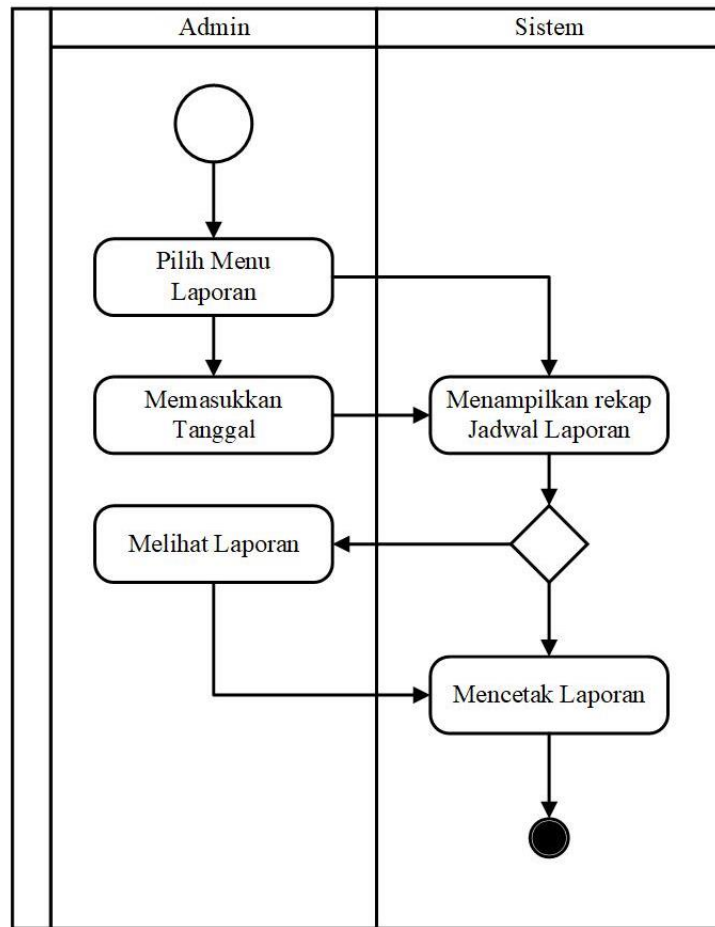 Admin
Sistem
Pilih Menu
Laporan
Memasukkan
Tanggal
Menampilkan rekap
Jadwal Laporan
Melihat Laporan
Mencetak Laporan